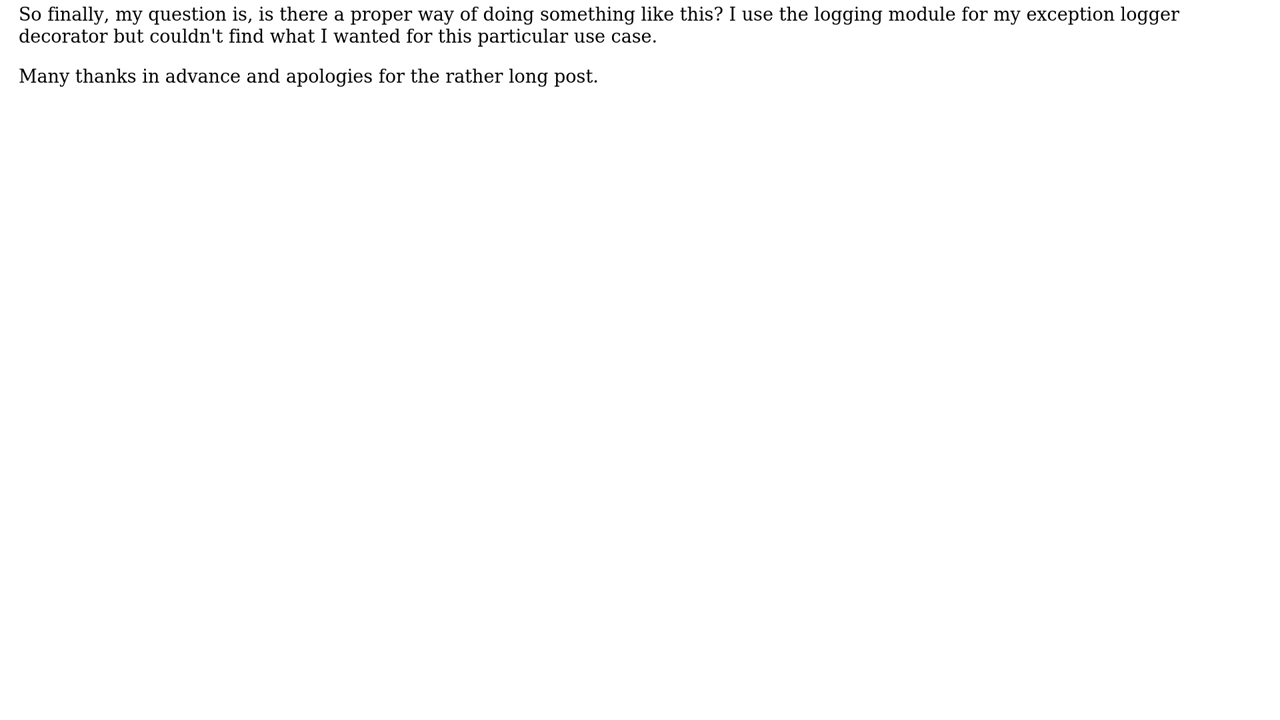 So finally, my question is, is there a proper way of doing something like this? I use the logging module for my exception logger
decorator but couldn't find what I wanted for this particular use case.
Many thanks in advance and apologies for the rather long post.